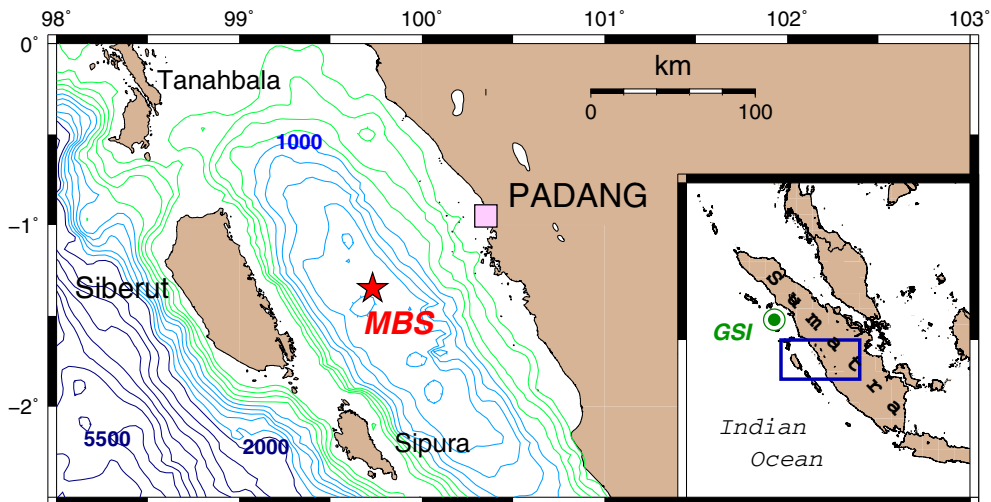 98° 99° 100° 101° 102° 103°
0°
Tanahbala
km
0 100
1000
PADANG
−1°
Siberut
MBS
Sumatra
GSI
−2°
5500
2000
Sipura
Indian
Ocean